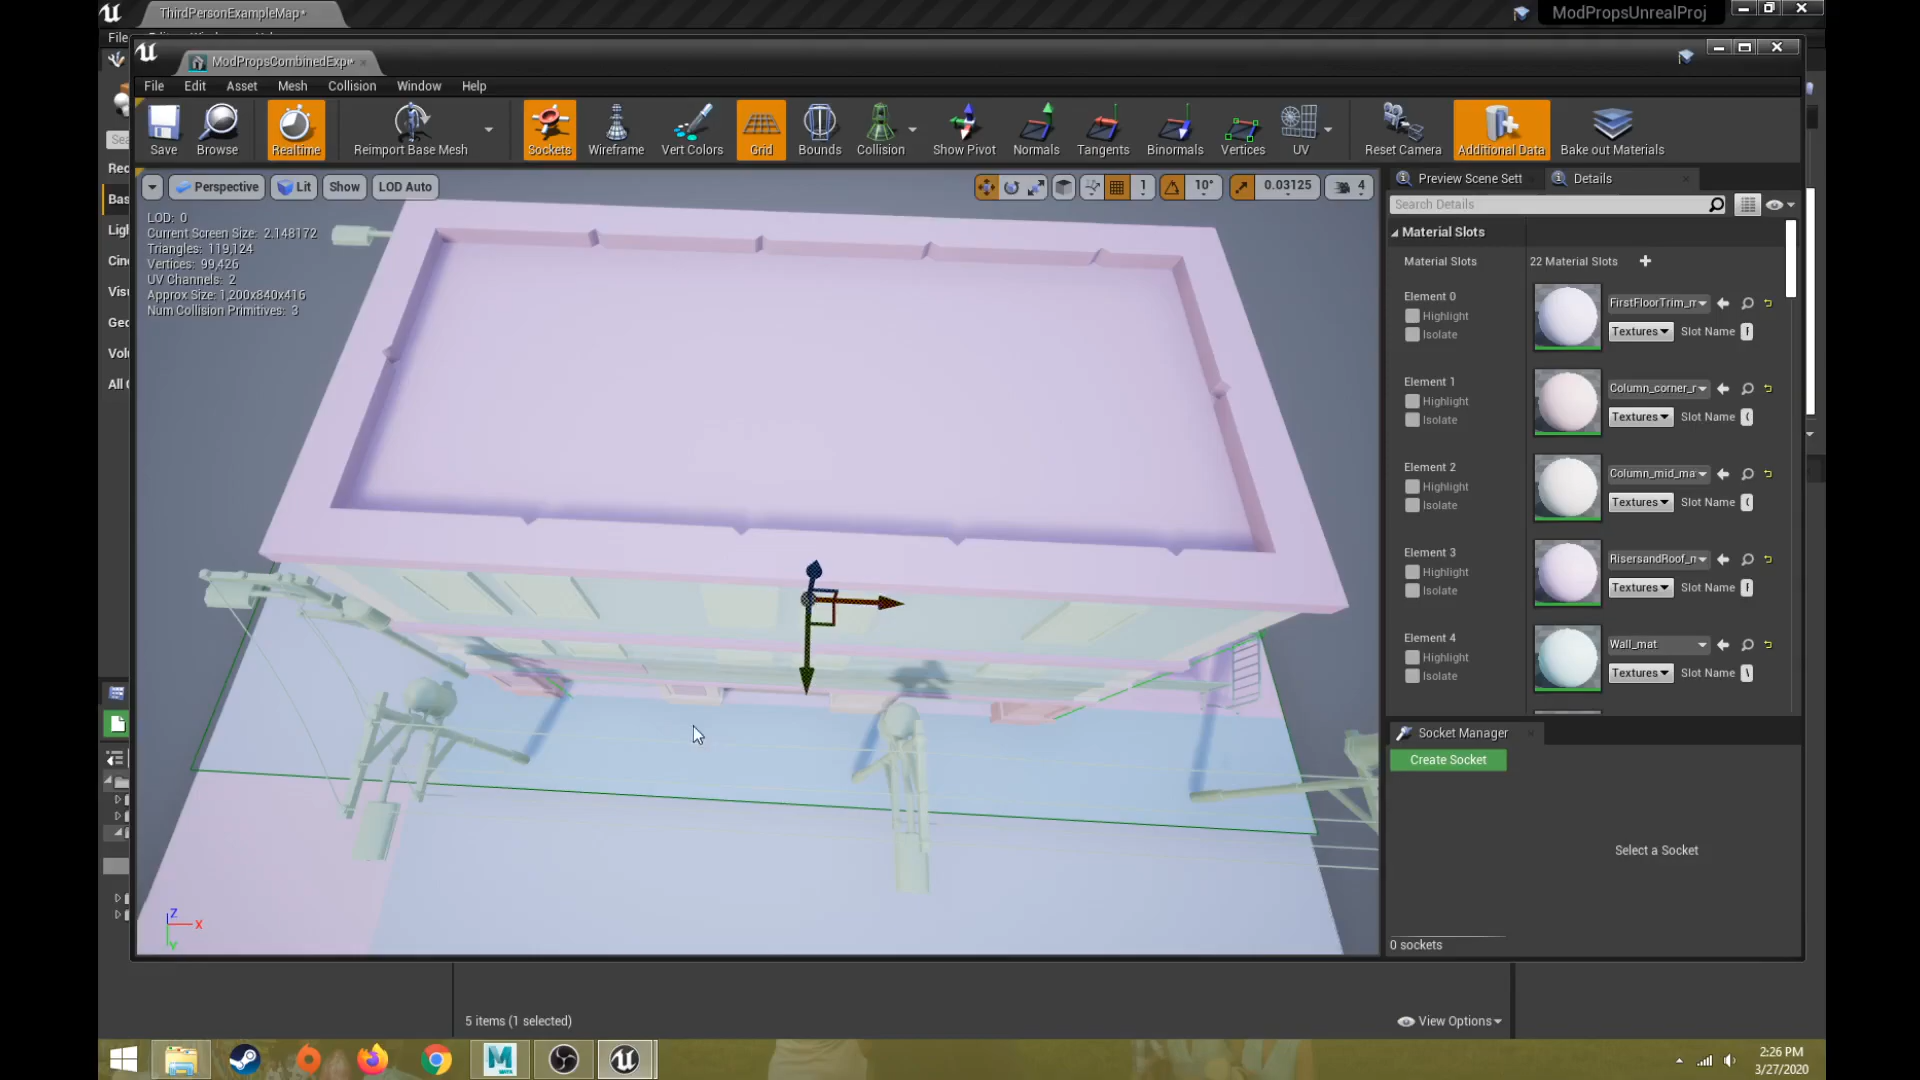 ThirdPersonExampleMap*
ModPropsUnrealProj
File
ModPropsCombinedExp*
File Edit Asset Mesh Collision Window Help
Save Browse Realtime Reimport Base Mesh Sockets Wireframe Vert Colors Grid Bounds Collision Show Pivot Normals Tangents Binormals Vertices UV Reset Camera Additional Data Bake out Materials
Perspective Lit Show LOD Auto 1 10° 0.03125 4
LOD: 0
Current Screen Size: 2.148172
Triangles: 119,124
Vertices: 99,426
UV Channels: 2
Approx Size: 1,200x840x416
Num Collision Primitives: 3
Z
X
Y
Preview Scene Sett Details
Search Details
Material Slots
Material Slots 22 Material Slots
Element 0 FirstFloorTrim_m
Highlight
Isolate Textures Slot Name
Element 1 Column_corner_r
Highlight
Isolate Textures Slot Name
Element 2 Column_mid_ma
Highlight
Isolate Textures Slot Name
Element 3 RisersandRoof_n
Highlight
Isolate Textures Slot Name
Element 4 Wall_mat
Highlight
Isolate Textures Slot Name
Socket Manager
Create Socket
Select a Socket
0 sockets
5 items (1 selected)
View Options
2:26 PM
3/27/2020